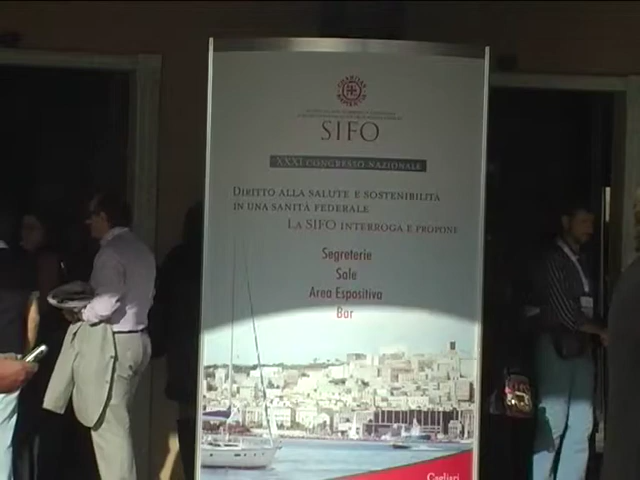 SIFO
XXXI CONGRESSO NAZIONALE
DIRITTO ALLA SALUTE E SOSTENIBILITÀ
IN UNA SANITÀ FEDERALE
LA SIFO INTERROGA E PROPONE
Segreterie
Sale
Area Espositiva
Bar
Cagliari